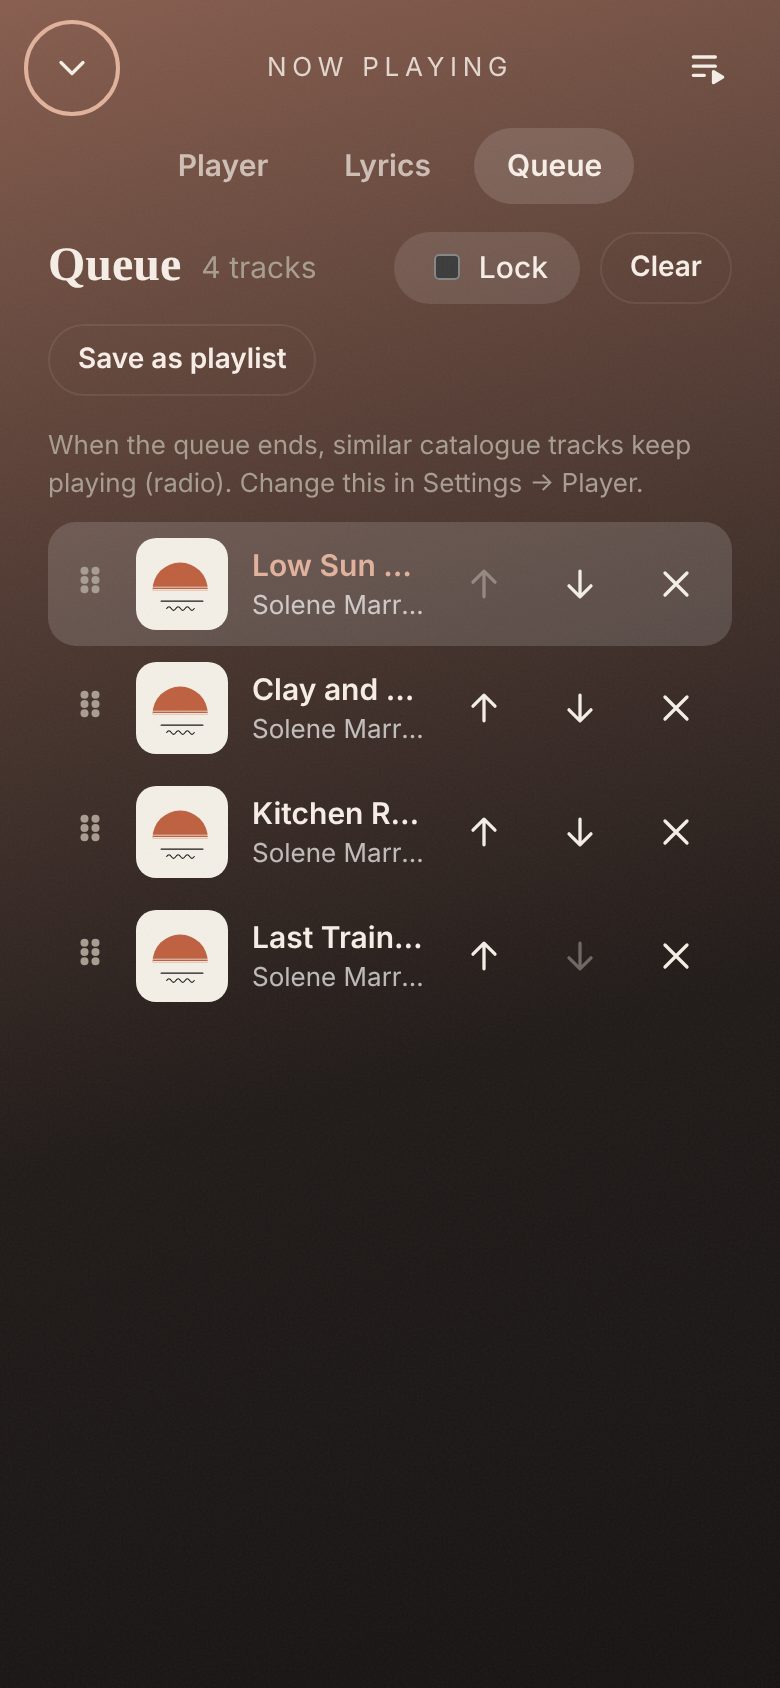 NOW PLAYING
Player Lyrics Queue
Queue 4 tracks Lock Clear
Save as playlist
When the queue ends, similar catalogue tracks keep
playing (radio). Change this in Settings → Player.
Low Sun ...
Solene Marr...
Clay and ...
Solene Marr...
Kitchen R...
Solene Marr...
Last Train...
Solene Marr...